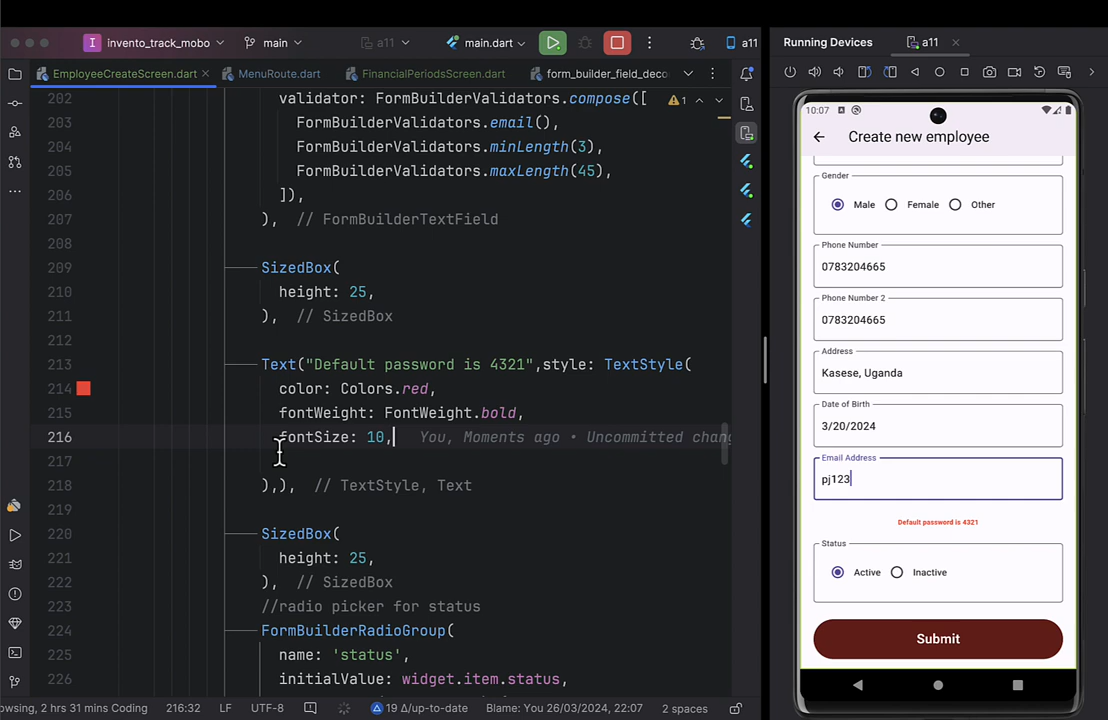 invento_track_mobo
main
a11
main.dart
a11
Running Devices
a11
EmployeeCreateScreen.dart
MenuRoute.dart
FinancialPeriodsScreen.dart
form_builder_field_deco
202 validator: FormBuilderValidators.compose([
1
203 FormBuilderValidators.email(),
204 FormBuilderValidators.minLength(3),
205 FormBuilderValidators.maxLength(45),
206 ]),
207 ), // FormBuilderTextField
208
209 SizedBox(
210 height: 25,
211 ), // SizedBox
212
213 Text("Default password is 4321",style: TextStyle(
214 color: Colors.red,
215 fontWeight: FontWeight.bold,
216 fontSize: 10, You, Moments ago • Uncommitted chang
217
218 ),), // TextStyle, Text
219
220 SizedBox(
221 height: 25,
222 ), // SizedBox
223 //radio picker for status
224 FormBuilderRadioGroup(
225 name: 'status',
226 initialValue: widget.item.status,
owsing, 2 hrs 31 mins Coding
216:32
LF
UTF-8
19 Δ/up-to-date
Blame: You 26/03/2024, 22:07
2 spaces
10:07
Create new employee
Gender
Male
Female
Other
Phone Number
0783204665
Phone Number 2
0783204665
Address
Kasese, Uganda
Date of Birth
3/20/2024
Email Address
pj123
Default password is 4321
Status
Active
Inactive
Submit